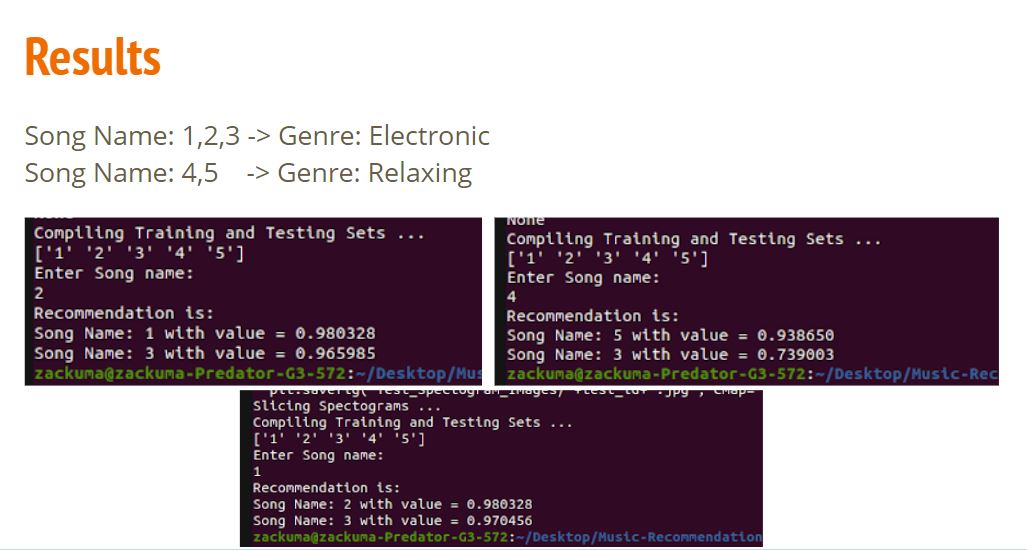 Results
Song Name: 1,2,3 -> Genre: Electronic
Song Name: 4,5 -> Genre: Relaxing
None
Compiling Training and Testing Sets ...
['1' '2' '3' '4' '5']
Enter Song name:
2
Recommendation is:
Song Name: 1 with value = 0.980328
Song Name: 3 with value = 0.965985
zackuma@zackuma-Predator-G3-572:~/Desktop/Mus
None
Compiling Training and Testing Sets ...
['1' '2' '3' '4' '5']
Enter Song name:
4
Recommendation is:
Song Name: 5 with value = 0.938650
Song Name: 3 with value = 0.739003
zackuma@zackuma-Predator-G3-572:~/Desktop/Music-Rec
Slicing Spectograms ...
Compiling Training and Testing Sets ...
['1' '2' '3' '4' '5']
Enter Song name:
1
Recommendation is:
Song Name: 2 with value = 0.980328
Song Name: 3 with value = 0.970456
zackuma@zackuma-Predator-G3-572:~/Desktop/Music-Recommendation